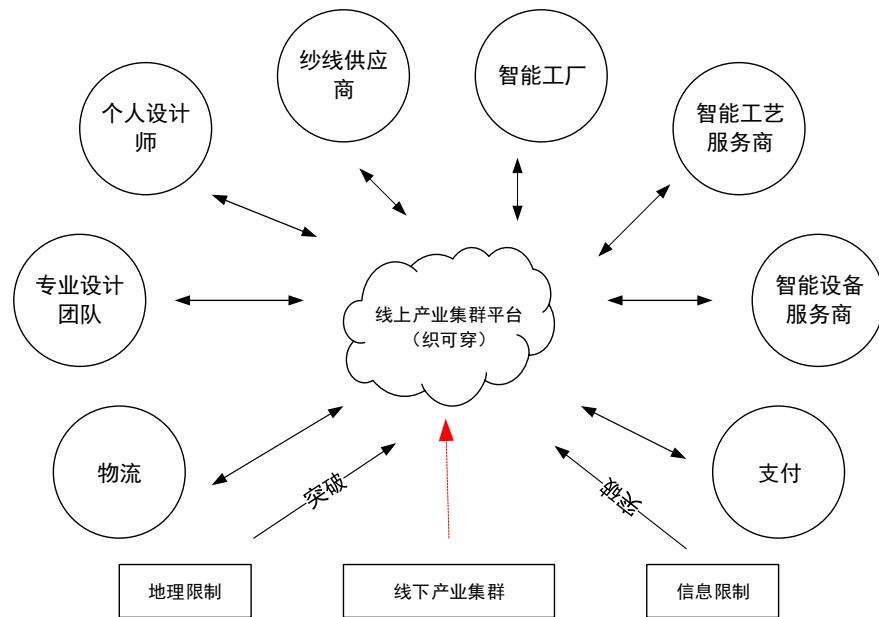 纱线供应
商
智能工厂
个人设计
师
智能工艺
服务商
专业设计
团队
线上产业集群平台
（织可穿）
智能设备
服务商
物流
突破
突破
支付
地理限制
线下产业集群
信息限制